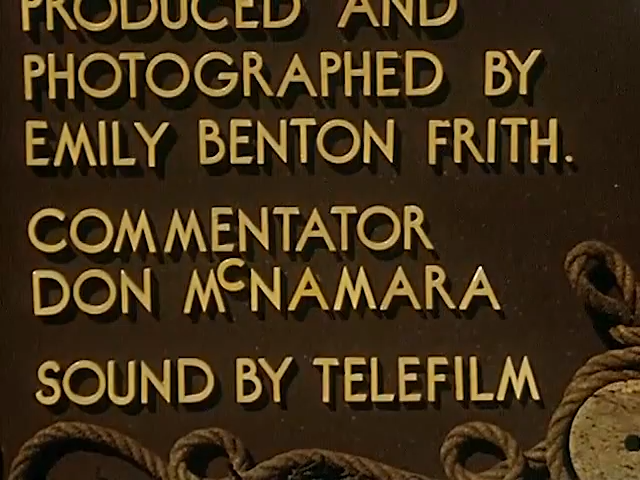 PRODUCED AND
PHOTOGRAPHED BY
EMILY BENTON FRITH.
COMMENTATOR
DON McNAMARA
SOUND BY TELEFILM